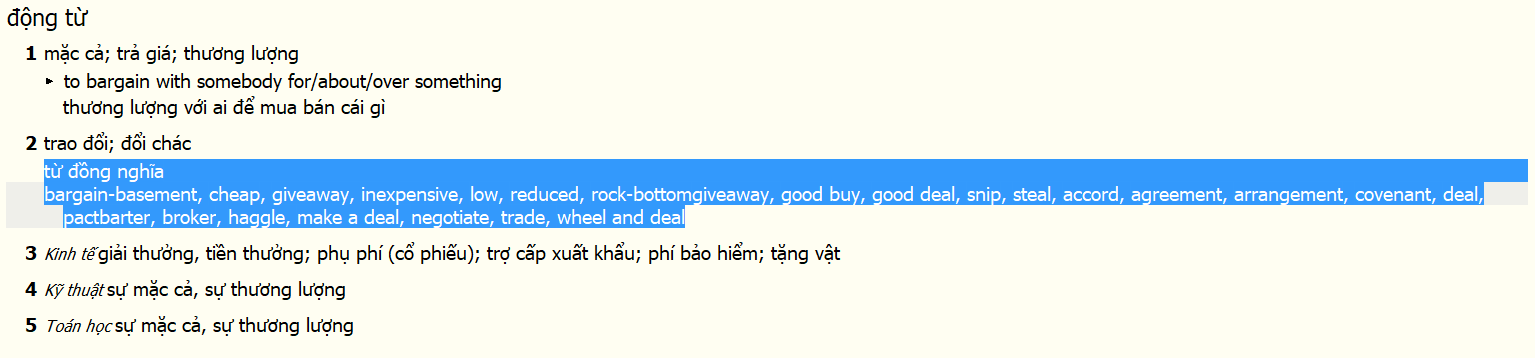 động từ
1 mặc cả; trả giá; thương lượng
to bargain with somebody for/about/over something
thương lượng với ai để mua bán cái gì
2 trao đổi; đổi chác
từ đồng nghĩa
bargain-basement, cheap, giveaway, inexpensive, low, reduced, rock-bottomgiveaway, good buy, good deal, snip, steal, accord, agreement, arrangement, covenant, deal,
pactbarter, broker, haggle, make a deal, negotiate, trade, wheel and deal
3 Kinh tế giải thưởng, tiền thưởng; phụ phí (cổ phiếu); trợ cấp xuất khẩu; phí bảo hiểm; tặng vật
4 Kỹ thuật sự mặc cả, sự thương lượng
5 Toán học sự mặc cả, sự thương lượng